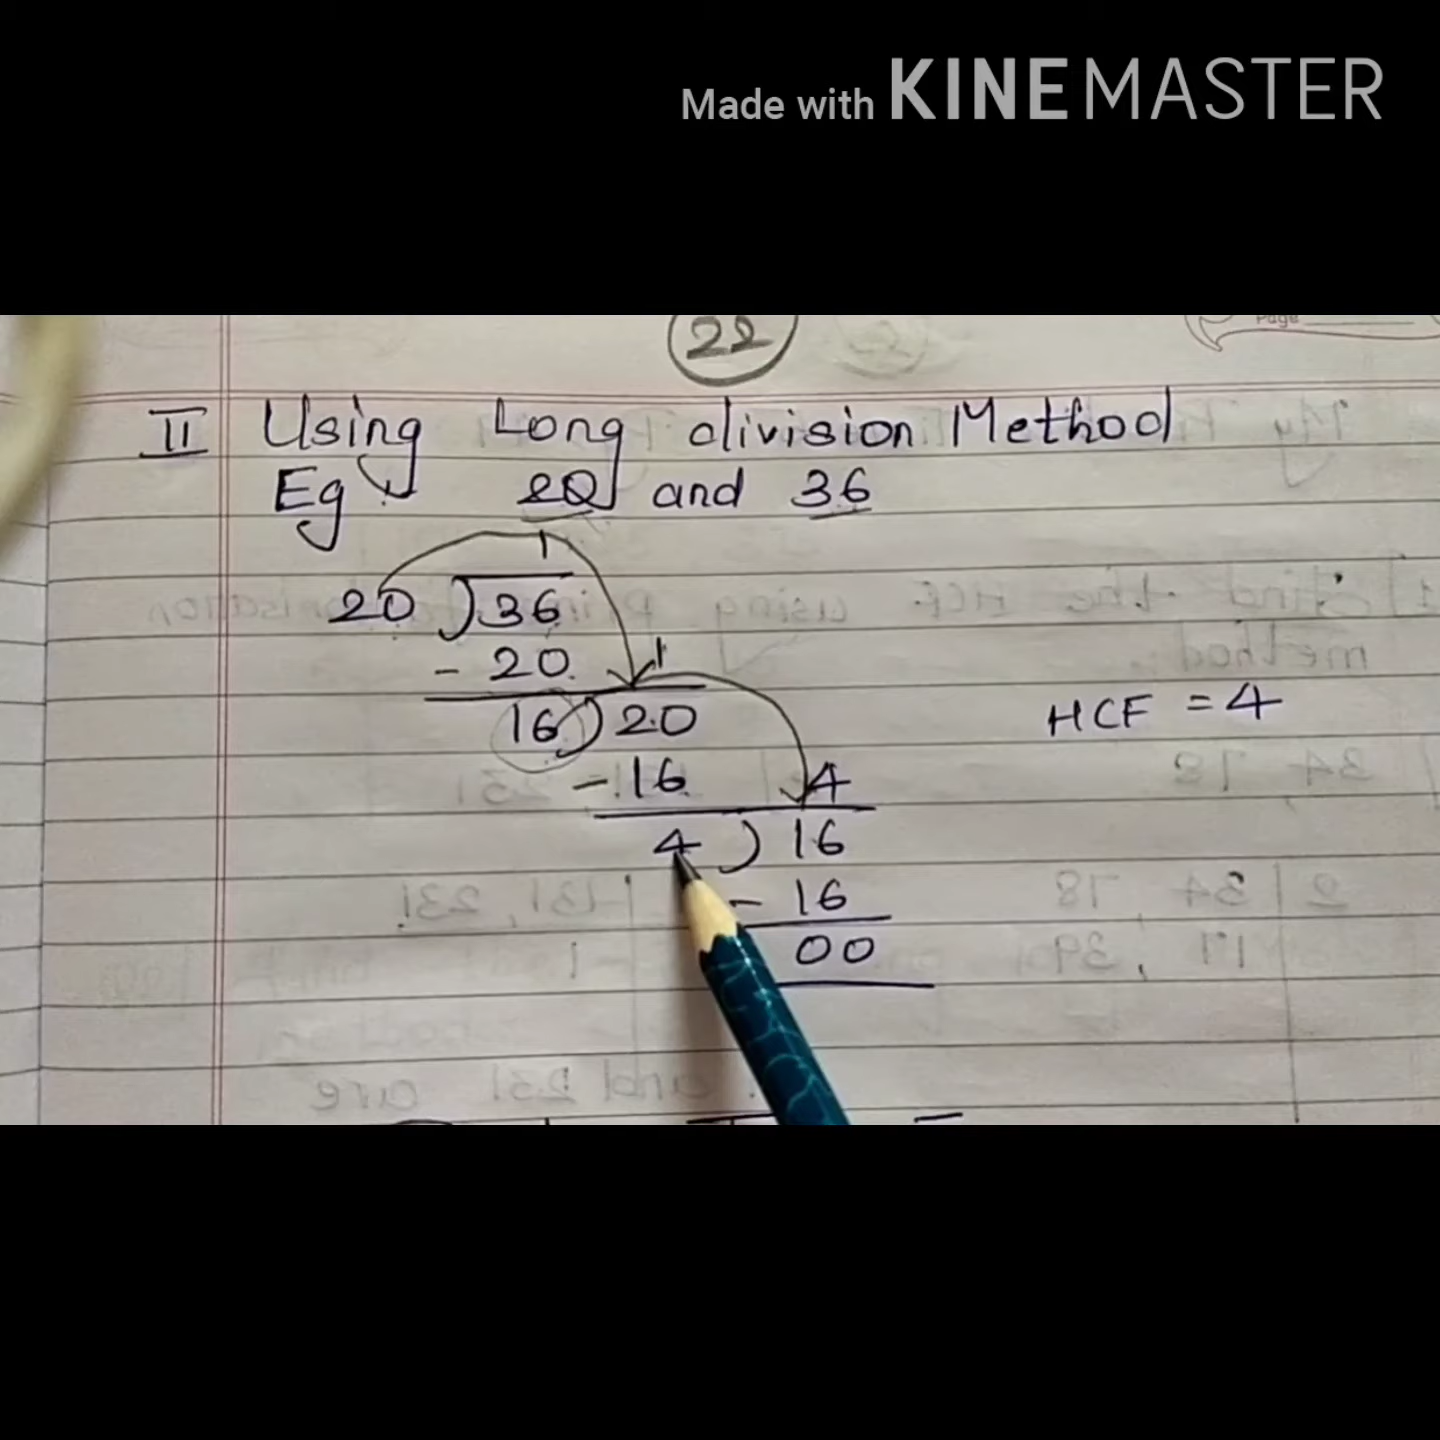 Made with KINEMASTER
22
Page
II Using Long division Method
Eg 20 and 36
1
20 ) 36
- 20 1
16 ) 20
HCF = 4
- 16 4
4 ) 16
- 16
00